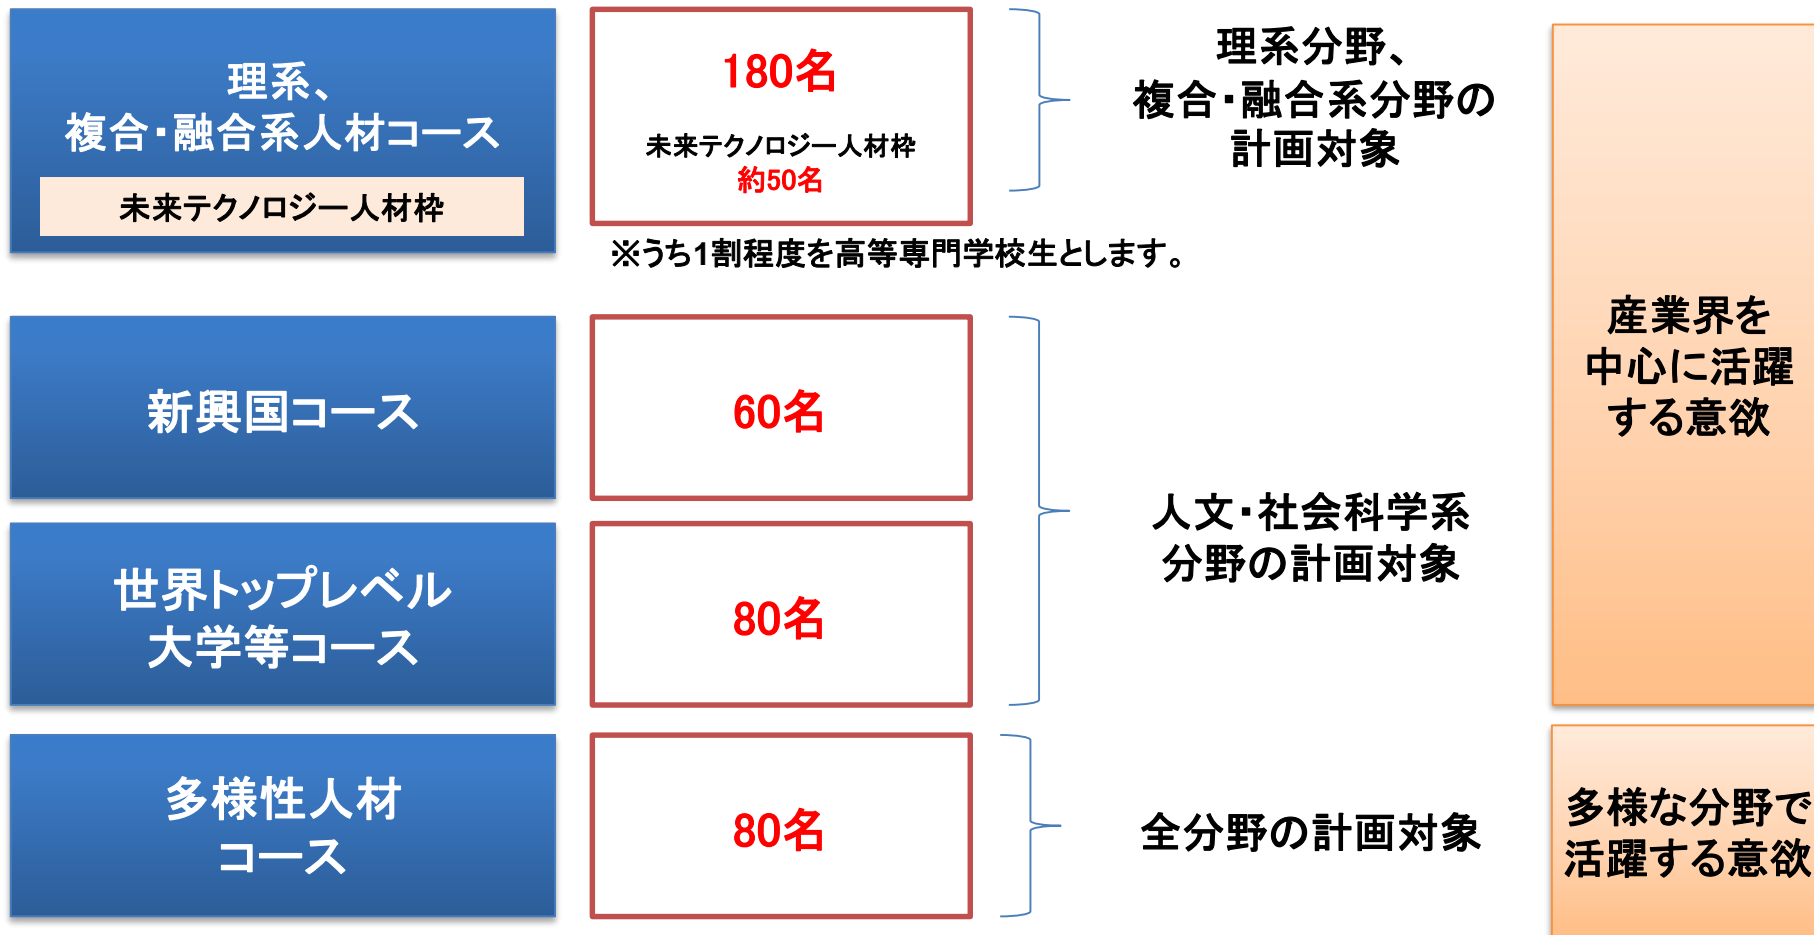 理系、
複合・融合系人材コース
未来テクノロジー人材枠
180名
未来テクノロジー人材枠
約50名
理系分野、
複合・融合系分野の
計画対象
※うち1割程度を高等専門学校生とします。
新興国コース
60名
世界トップレベル
大学等コース
80名
人文・社会科学系
分野の計画対象
産業界を
中心に活躍
する意欲
多様性人材
コース
80名
全分野の計画対象
多様な分野で
活躍する意欲